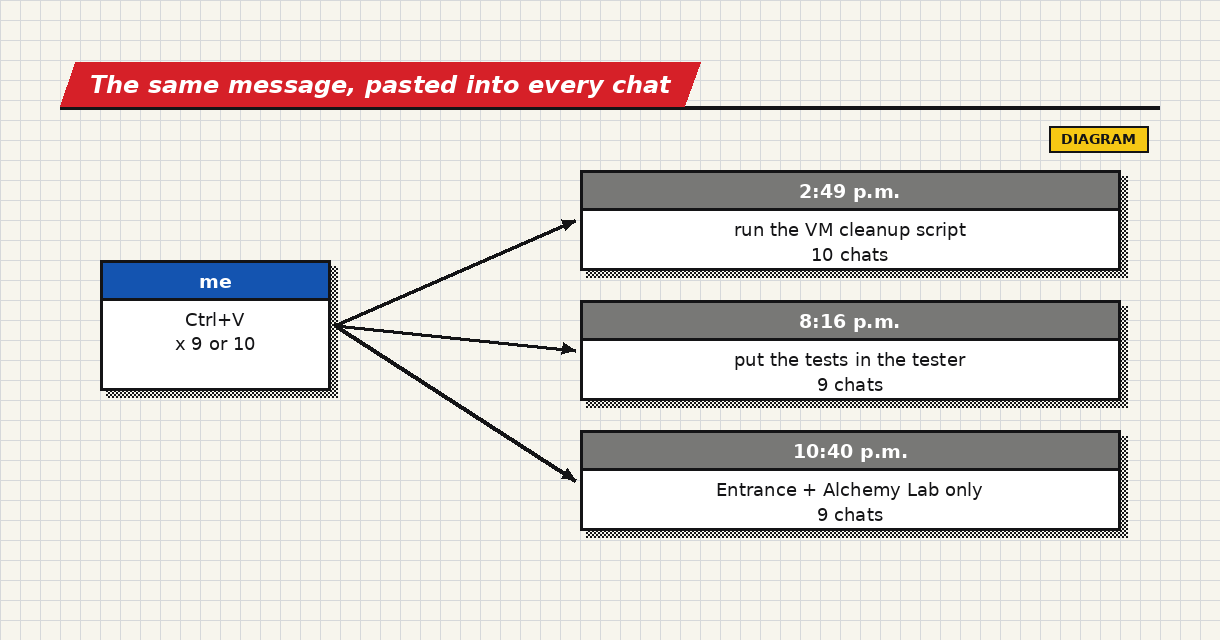 The same message, pasted into every chat
DIAGRAM
me
Ctrl+V
x 9 or 10
2:49 p.m.
run the VM cleanup script
10 chats
8:16 p.m.
put the tests in the tester
9 chats
10:40 p.m.
Entrance + Alchemy Lab only
9 chats